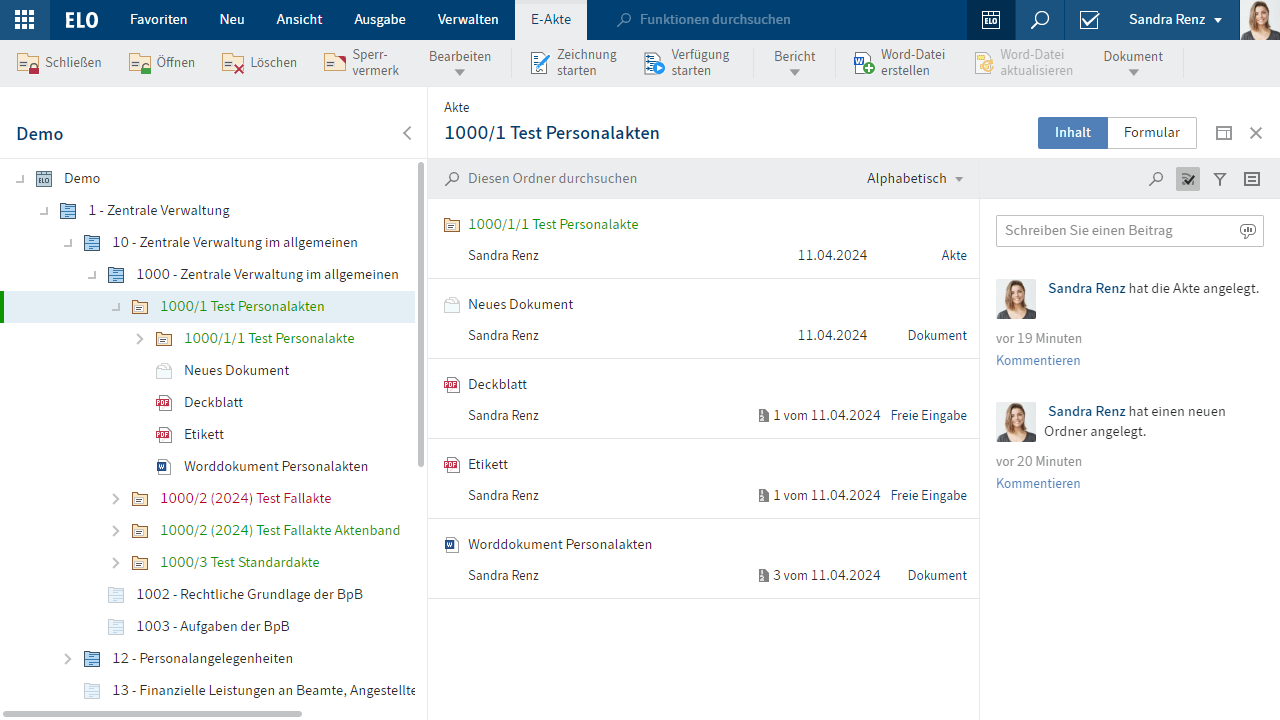 ELO Favoriten Neu Ansicht Ausgabe Verwalten E-Akte Funktionen durchsuchen ELO Sandra Renz
Schließen Öffnen Löschen Sperr-
vermerk Bearbeiten Zeichnung
starten Verfügung
starten Bericht Word-Datei
erstellen Word-Datei
aktualisieren Dokument
Demo
Demo
1 - Zentrale Verwaltung
10 - Zentrale Verwaltung im allgemeinen
1000 - Zentrale Verwaltung im allgemeinen
1000/1 Test Personalakten
1000/1/1 Test Personalakte
Neues Dokument
Deckblatt
Etikett
Worddokument Personalakten
1000/2 (2024) Test Fallakte
1000/2 (2024) Test Fallakte Aktenband
1000/3 Test Standardakte
1002 - Rechtliche Grundlage der BpB
1003 - Aufgaben der BpB
12 - Personalangelegenheiten
13 - Finanzielle Leistungen an Beamte, Angestellte
Akte
1000/1 Test Personalakten
Inhalt Formular
Diesen Ordner durchsuchen Alphabetisch
1000/1/1 Test Personalakte
Sandra Renz 11.04.2024 Akte
Neues Dokument
Sandra Renz 11.04.2024 Dokument
Deckblatt
Sandra Renz 1 vom 11.04.2024 Freie Eingabe
Etikett
Sandra Renz 1 vom 11.04.2024 Freie Eingabe
Worddokument Personalakten
Sandra Renz 3 vom 11.04.2024 Dokument
Schreiben Sie einen Beitrag
Sandra Renz hat die Akte angelegt.
vor 19 Minuten
Kommentieren
Sandra Renz hat einen neuen
Ordner angelegt.
vor 20 Minuten
Kommentieren